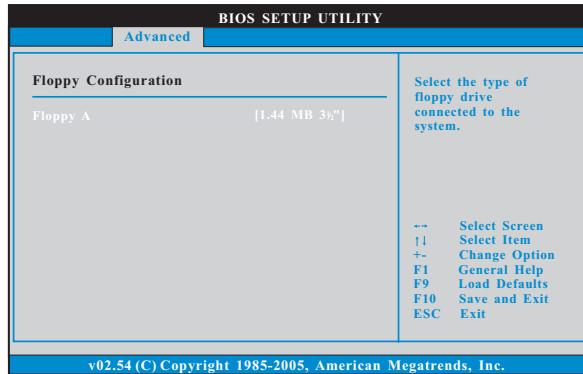 BIOS SETUP UTILITY
Advanced
Floppy Configuration
Floppy A [1.44 MB 3½"]
Select the type of
floppy drive
connected to the
system.
←→ Select Screen
↑↓ Select Item
+- Change Option
F1 General Help
F9 Load Defaults
F10 Save and Exit
ESC Exit
v02.54 (C) Copyright 1985-2005, American Megatrends, Inc.